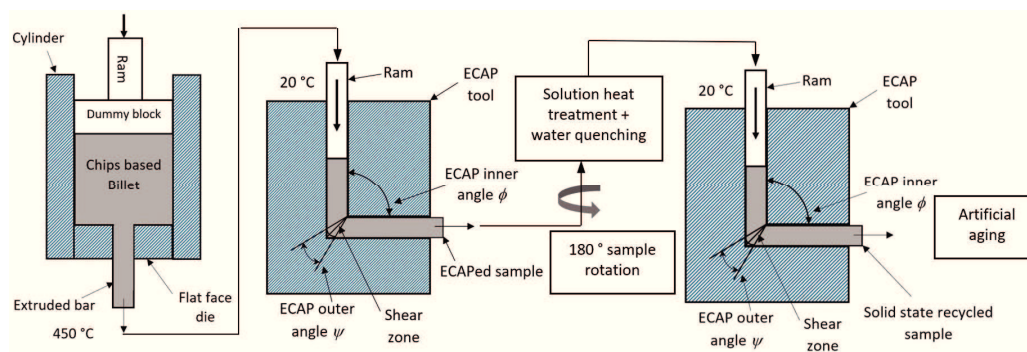 Cylinder
Ram
Dummy block
Chips based
Billet
Extruded bar
450 °C
Flat face
die
20 °C
Ram
ECAP
tool
ECAP inner
angle ϕ
ECAPed sample
ECAP outer
angle ψ
Shear
zone
Solution heat
treatment +
water quenching
180 ° sample
rotation
20 °C
Ram
ECAP
tool
ECAP inner
angle ϕ
Artificial
aging
ECAP outer
angle ψ
Shear
zone
Solid state recycled
sample